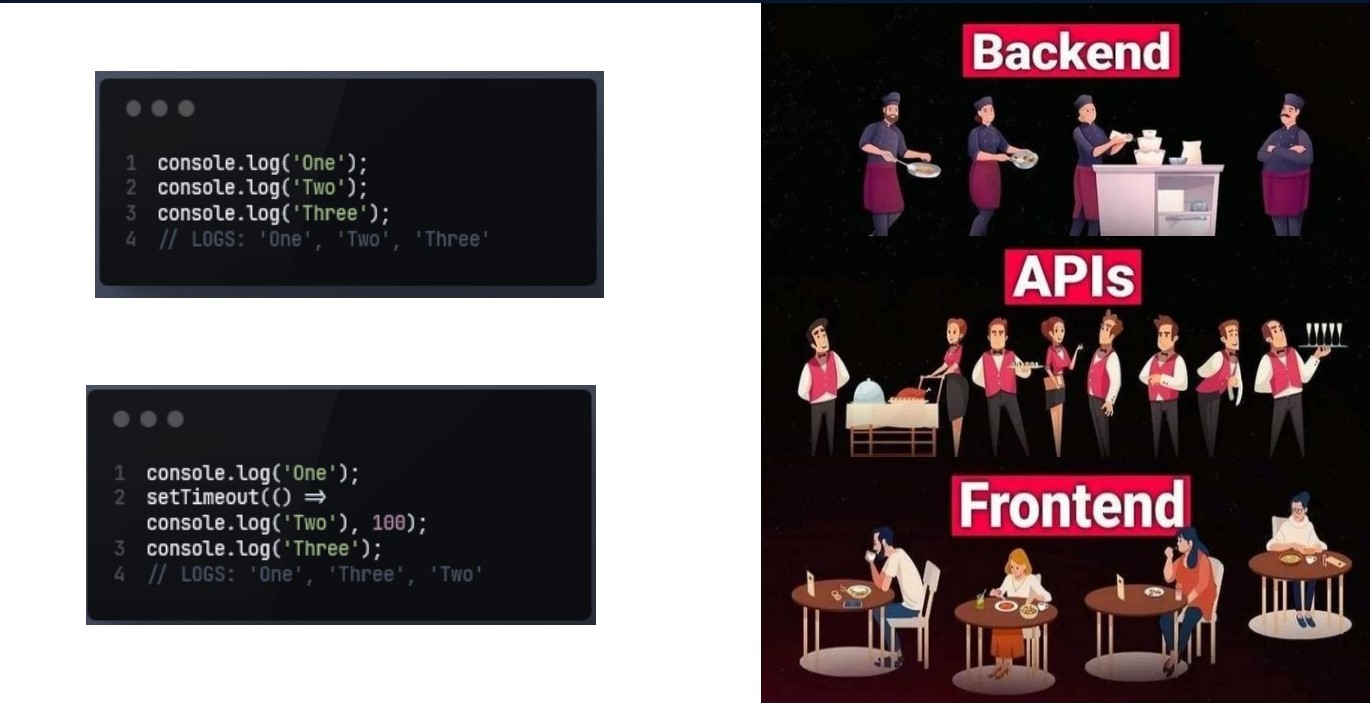 1 console.log('One');
2 console.log('Two');
3 console.log('Three');
4 // LOGS: 'One', 'Two', 'Three'
1 console.log('One');
2 setTimeout(() =>
console.log('Two'), 100);
3 console.log('Three');
4 // LOGS: 'One', 'Three', 'Two'
Backend
APIs
Frontend